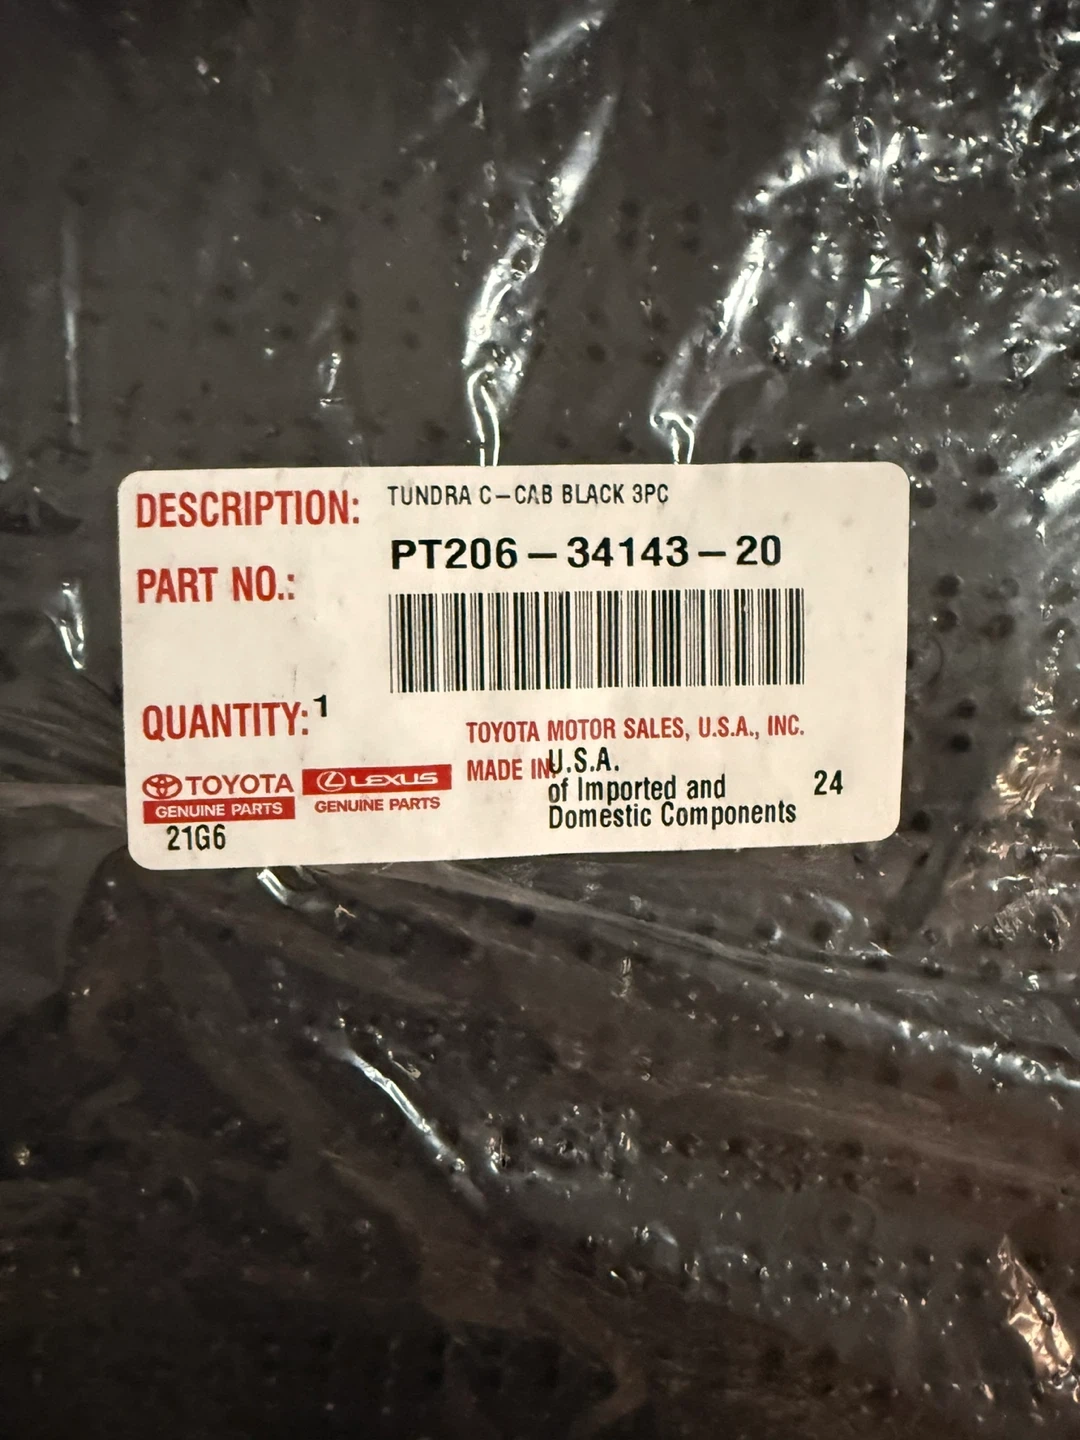 DESCRIPTION: TUNDRA C-CAB BLACK 3PC
PART NO.: PT206-34143-20
QUANTITY: 1
TOYOTA MOTOR SALES, U.S.A., INC.
MADE IN: U.S.A.
of Imported and
Domestic Components
24
TOYOTA
GENUINE PARTS
LEXUS
GENUINE PARTS
21G6